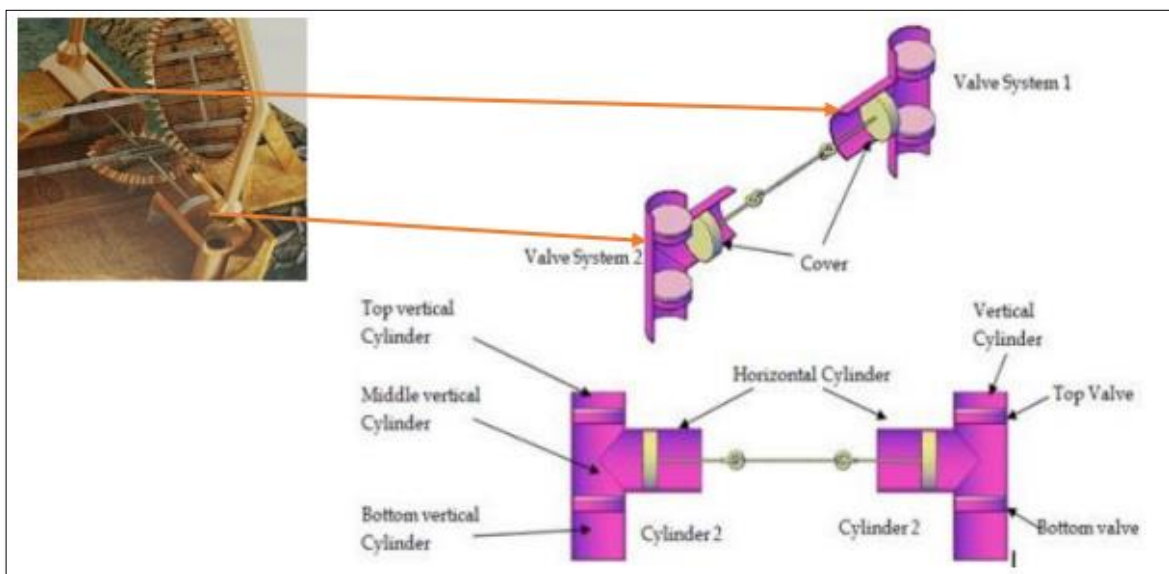 Valve System 1
Valve System 2
Cover
Top vertical
Cylinder
Vertical
Cylinder
Horizontal Cylinder
Middle vertical
Cylinder
Top Valve
Bottom vertical
Cylinder
Cylinder 2
Cylinder 2
Bottom valve